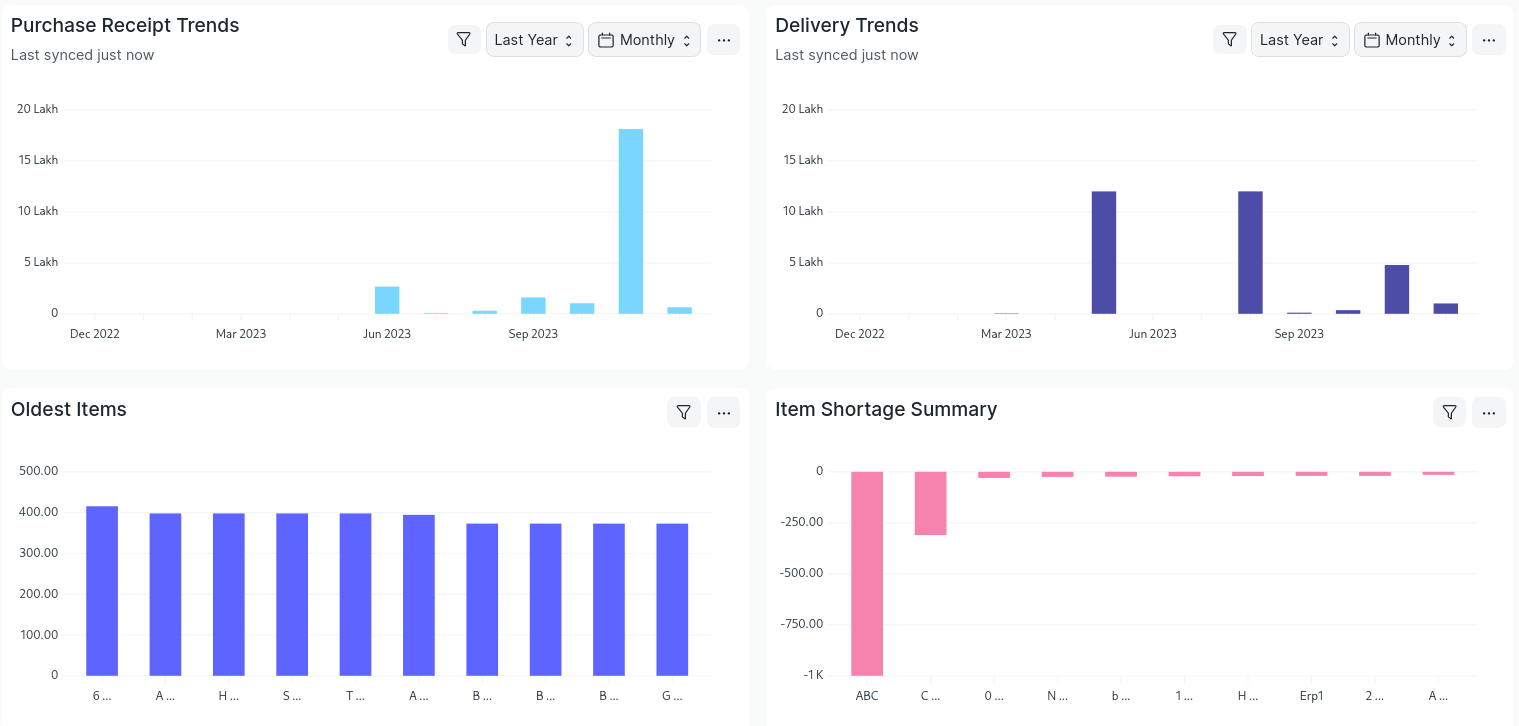 Purchase Receipt Trends
Last synced just now
Last Year
Monthly
...
20 Lakh
15 Lakh
10 Lakh
5 Lakh
0
Dec 2022 Mar 2023 Jun 2023 Sep 2023
Delivery Trends
Last synced just now
Last Year
Monthly
...
20 Lakh
15 Lakh
10 Lakh
5 Lakh
0
Dec 2022 Mar 2023 Jun 2023 Sep 2023
Oldest Items
...
500.00
400.00
300.00
200.00
100.00
0
6 ... A ... H ... S ... T ... A ... B ... B ... B ... G ...
Item Shortage Summary
...
0
-250.00
-500.00
-750.00
-1 K
ABC C ... 0 ... N ... b ... 1 ... H ... Erp1 2 ... A ...